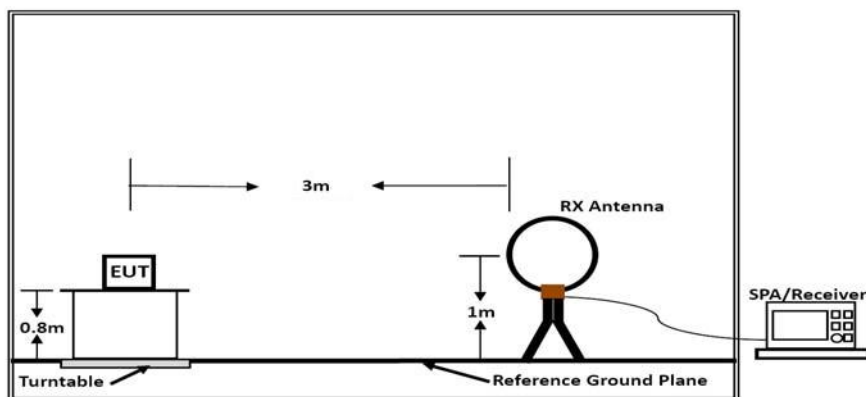 3m
RX Antenna
EUT
0.8m
1m
SPA/Receiver
Turntable
Reference Ground Plane